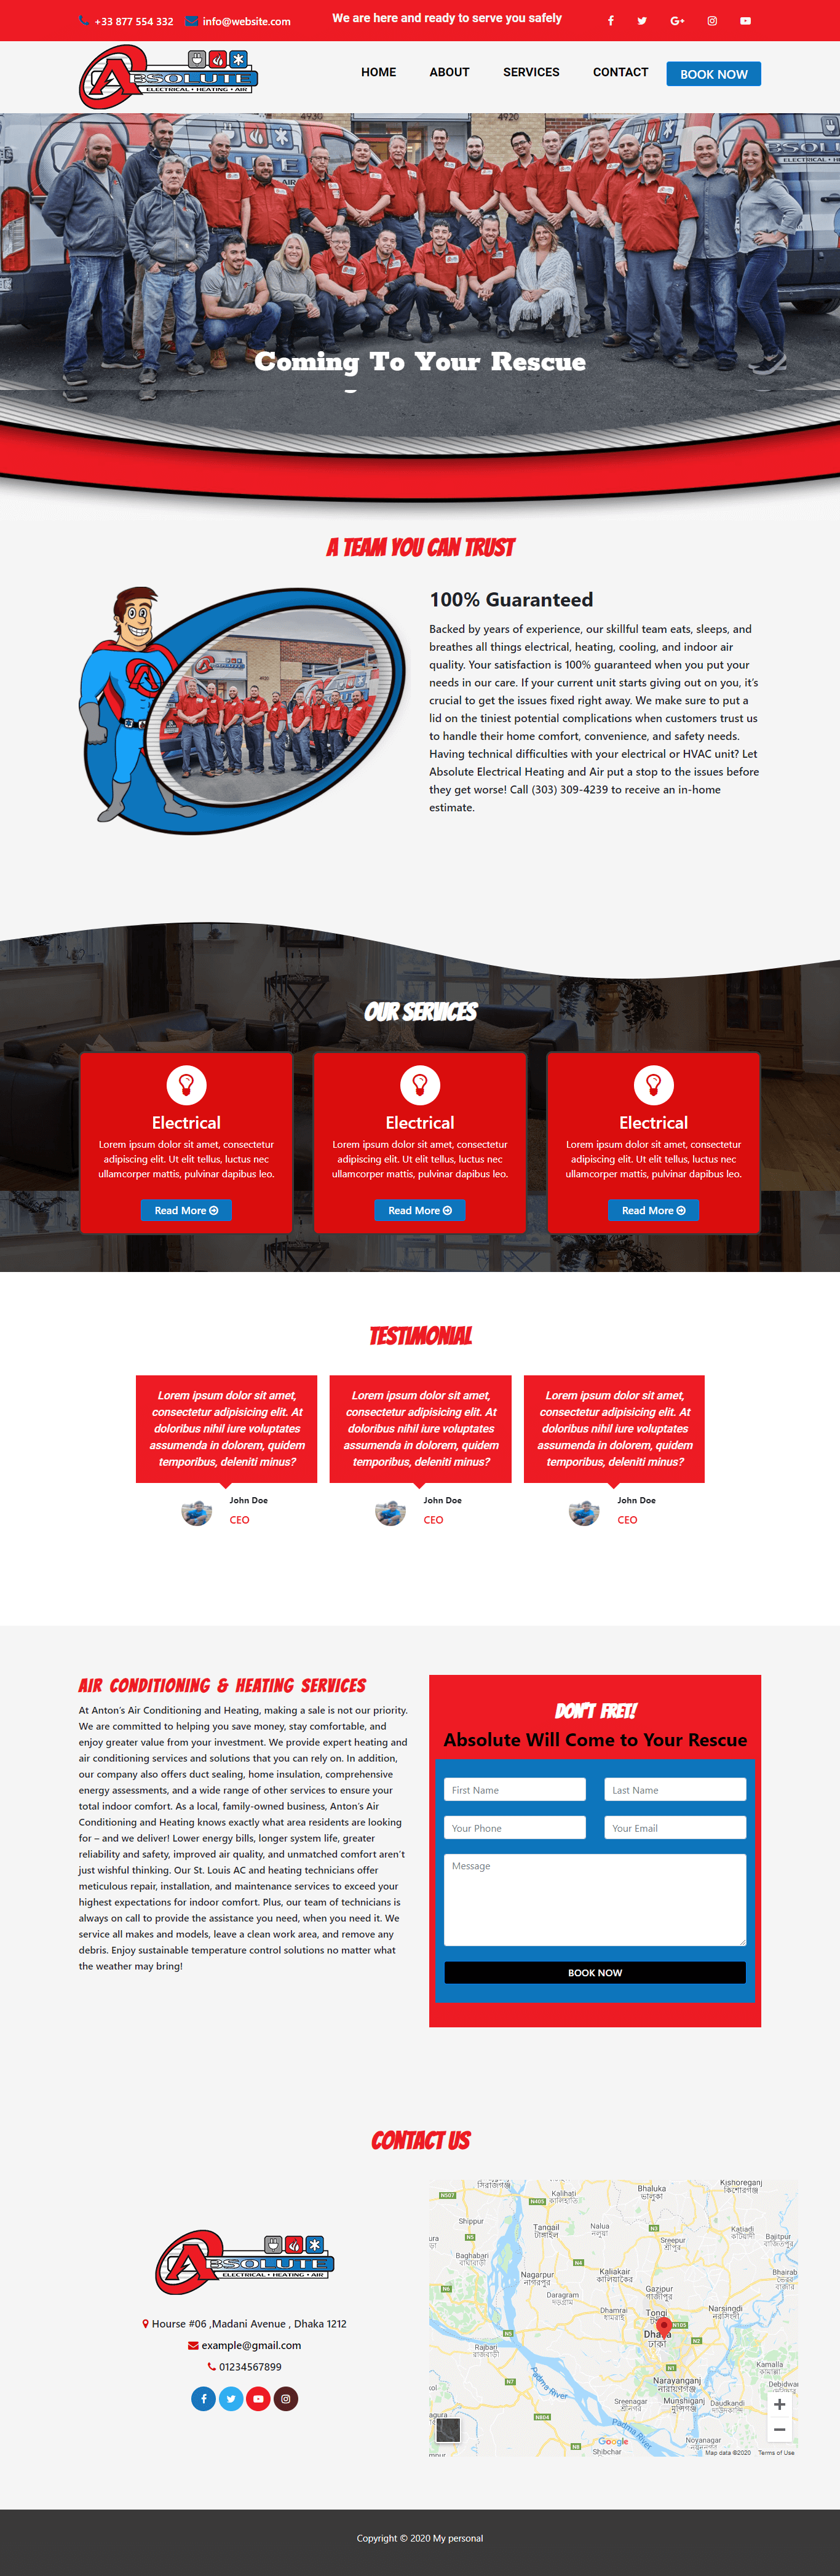 +33 877 554 332 info@website.com We are here and ready to serve you safely
ABSOLUTE
ELECTRICAL • HEATING • AIR
HOME ABOUT SERVICES CONTACT BOOK NOW
4930 4920
Coming To Your Rescue
A TEAM YOU CAN TRUST
100% Guaranteed
Backed by years of experience, our skillful team eats, sleeps, and
breathes all things electrical, heating, cooling, and indoor air
quality. Your satisfaction is 100% guaranteed when you put your
needs in our care. If your current unit starts giving out on you, it’s
crucial to get the issues fixed right away. We make sure to put a
lid on the tiniest potential complications when customers trust us
to handle their home comfort, convenience, and safety needs.
Having technical difficulties with your electrical or HVAC unit? Let
Absolute Electrical Heating and Air put a stop to the issues before
they get worse! Call (303) 309-4239 to receive an in-home
estimate.
OUR SERVICES
Electrical
Lorem ipsum dolor sit amet, consectetur
adipiscing elit. Ut elit tellus, luctus nec
ullamcorper mattis, pulvinar dapibus leo.
Read More
Electrical
Lorem ipsum dolor sit amet, consectetur
adipiscing elit. Ut elit tellus, luctus nec
ullamcorper mattis, pulvinar dapibus leo.
Read More
Electrical
Lorem ipsum dolor sit amet, consectetur
adipiscing elit. Ut elit tellus, luctus nec
ullamcorper mattis, pulvinar dapibus leo.
Read More
TESTIMONIAL
Lorem ipsum dolor sit amet,
consectetur adipisicing elit. At
doloribus nihil iure voluptates
assumenda in dolorem, quidem
temporibus, deleniti minus?
John Doe
CEO
Lorem ipsum dolor sit amet,
consectetur adipisicing elit. At
doloribus nihil iure voluptates
assumenda in dolorem, quidem
temporibus, deleniti minus?
John Doe
CEO
Lorem ipsum dolor sit amet,
consectetur adipisicing elit. At
doloribus nihil iure voluptates
assumenda in dolorem, quidem
temporibus, deleniti minus?
John Doe
CEO
AIR CONDITIONING & HEATING SERVICES
At Anton’s Air Conditioning and Heating, making a sale is not our priority.
We are committed to helping you save money, stay comfortable, and
enjoy greater value from your investment. We provide expert heating and
air conditioning services and solutions that you can rely on. In addition,
our company also offers duct sealing, home insulation, comprehensive
energy assessments, and a wide range of other services to ensure your
total indoor comfort. As a local, family-owned business, Anton’s Air
Conditioning and Heating knows exactly what area residents are looking
for – and we deliver! Lower energy bills, longer system life, greater
reliability and safety, improved air quality, and unmatched comfort aren’t
just wishful thinking. Our St. Louis AC and heating technicians offer
meticulous repair, installation, and maintenance services to exceed your
highest expectations for indoor comfort. Plus, our team of technicians is
always on call to provide the assistance you need, when you need it. We
service all makes and models, leave a clean work area, and remove any
debris. Enjoy sustainable temperature control solutions no matter what
the weather may bring!
DON'T FRET!
Absolute Will Come to Your Rescue
First Name Last Name
Your Phone Your Email
Message
BOOK NOW
CONTACT US
ABSOLUTE
ELECTRICAL • HEATING • AIR
Hourse #06 ,Madani Avenue , Dhaka 1212
example@gmail.com
01234567899
Kishoreganj
কিশোরগঞ্জ
Bhaluka
ভালুকা
Kalihati
Shippur
Tangail
টাঙ্গাইল
Nalua
Sreepur
শ্রীপুর
Katiadi
Bajitpur
Baghabari
Nagarpur
নাগরপুর
Kaliakair
কালিয়াকৈর
Gazipur
গাজীপুর
Bhairab
Daragram
Dhamrai
Tongi
টঙ্গী
Narsingdi
নরসিংদী
Dhaka
ঢাকা
Rajbari
রাজবাড়ী
Padma River
Kamalla
Narayanganj
নারায়ণগঞ্জ
Munshiganj
মুন্সিগঞ্জ
Daudkandi
Debidwar
Sreenagar
Noyanagar
Padma River
Shibchar
Google
Map data ©2020 Terms of Use
Copyright © 2020 My personal